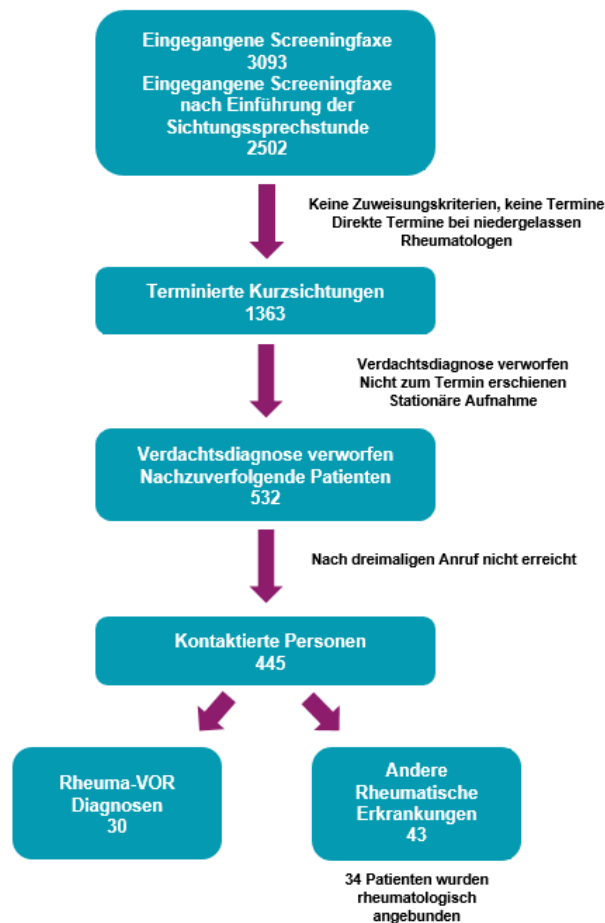 Eingegangene Screeningfaxe
3093
Eingegangene Screeningfaxe
nach Einführung der
Sichtungssprechstunde
2502
Keine Zuweisungskriterien, keine Termine
Direkte Termine bei niedergelassen
Rheumatologen
Terminierte Kurzsichtungen
1363
Verdachtsdiagnose verworfen
Nicht zum Termin erschienen
Stationäre Aufnahme
Verdachtsdiagnose verworfen
Nachzuverfolgende Patienten
532
Nach dreimaligen Anruf nicht erreicht
Kontaktierte Personen
445
Rheuma-VOR
Diagnosen
30
Andere
Rheumatische
Erkrankungen
43
34 Patienten wurden
rheumatologisch
angebunden